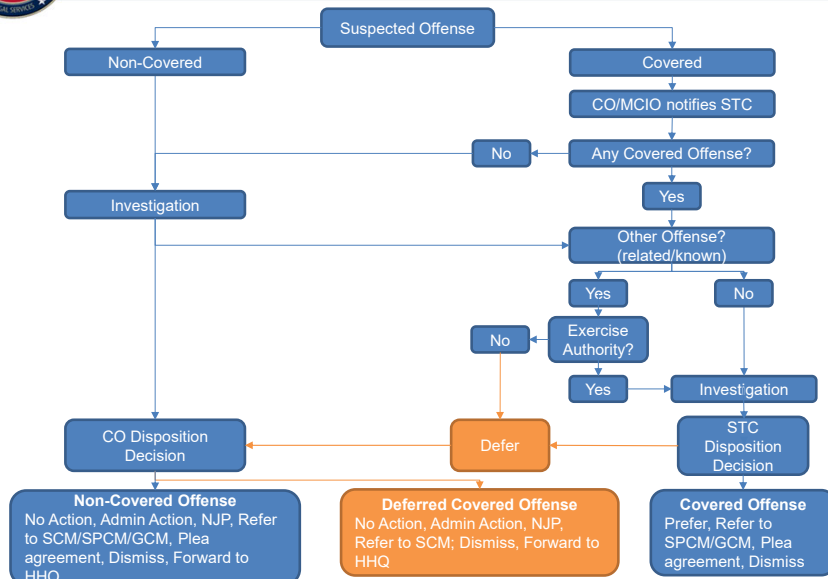 GAL SERVICES
Suspected Offense
Non-Covered
Covered
CO/MCIO notifies STC
No
Any Covered Offense?
Yes
Investigation
Other Offense?
(related/known)
Yes
No
Exercise
Authority?
No
Yes
Investigation
CO Disposition
Decision
Defer
STC
Disposition
Decision
Non-Covered Offense
No Action, Admin Action, NJP, Refer
to SCM/SPCM/GCM, Plea
agreement, Dismiss, Forward to
HHQ
Deferred Covered Offense
No Action, Admin Action, NJP,
Refer to SCM; Dismiss, Forward to
HHQ
Covered Offense
Prefer, Refer to
SPCM/GCM, Plea
agreement, Dismiss